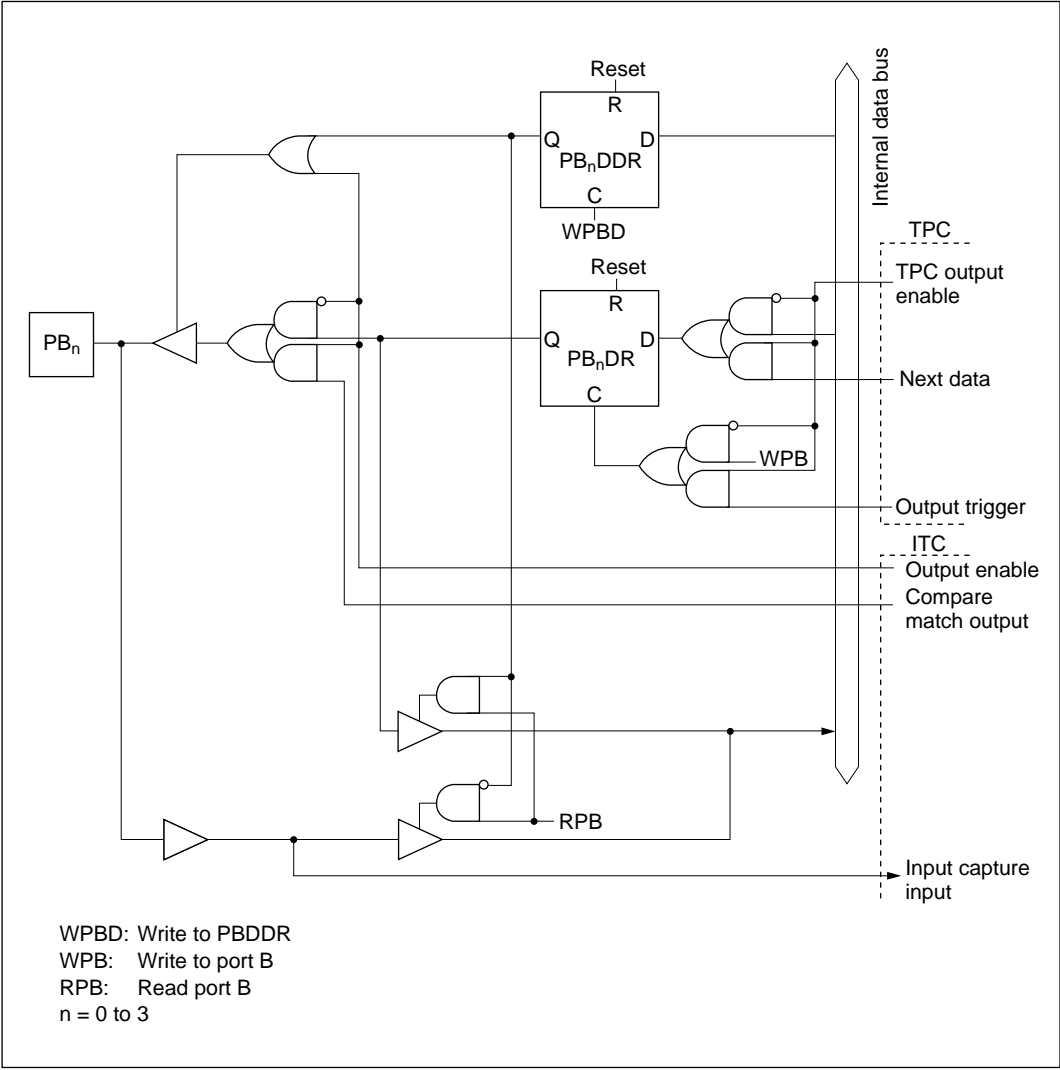 Reset
R
Q
D
PBnDDR
C
WPBD
Internal data bus
TPC
TPC output
enable
Reset
R
Q
D
PBnDR
C
PBn
Next data
WPB
Output trigger
ITC
Output enable
Compare
match output
RPB
Input capture
input
WPBD: Write to PBDDR
WPB: Write to port B
RPB: Read port B
n = 0 to 3